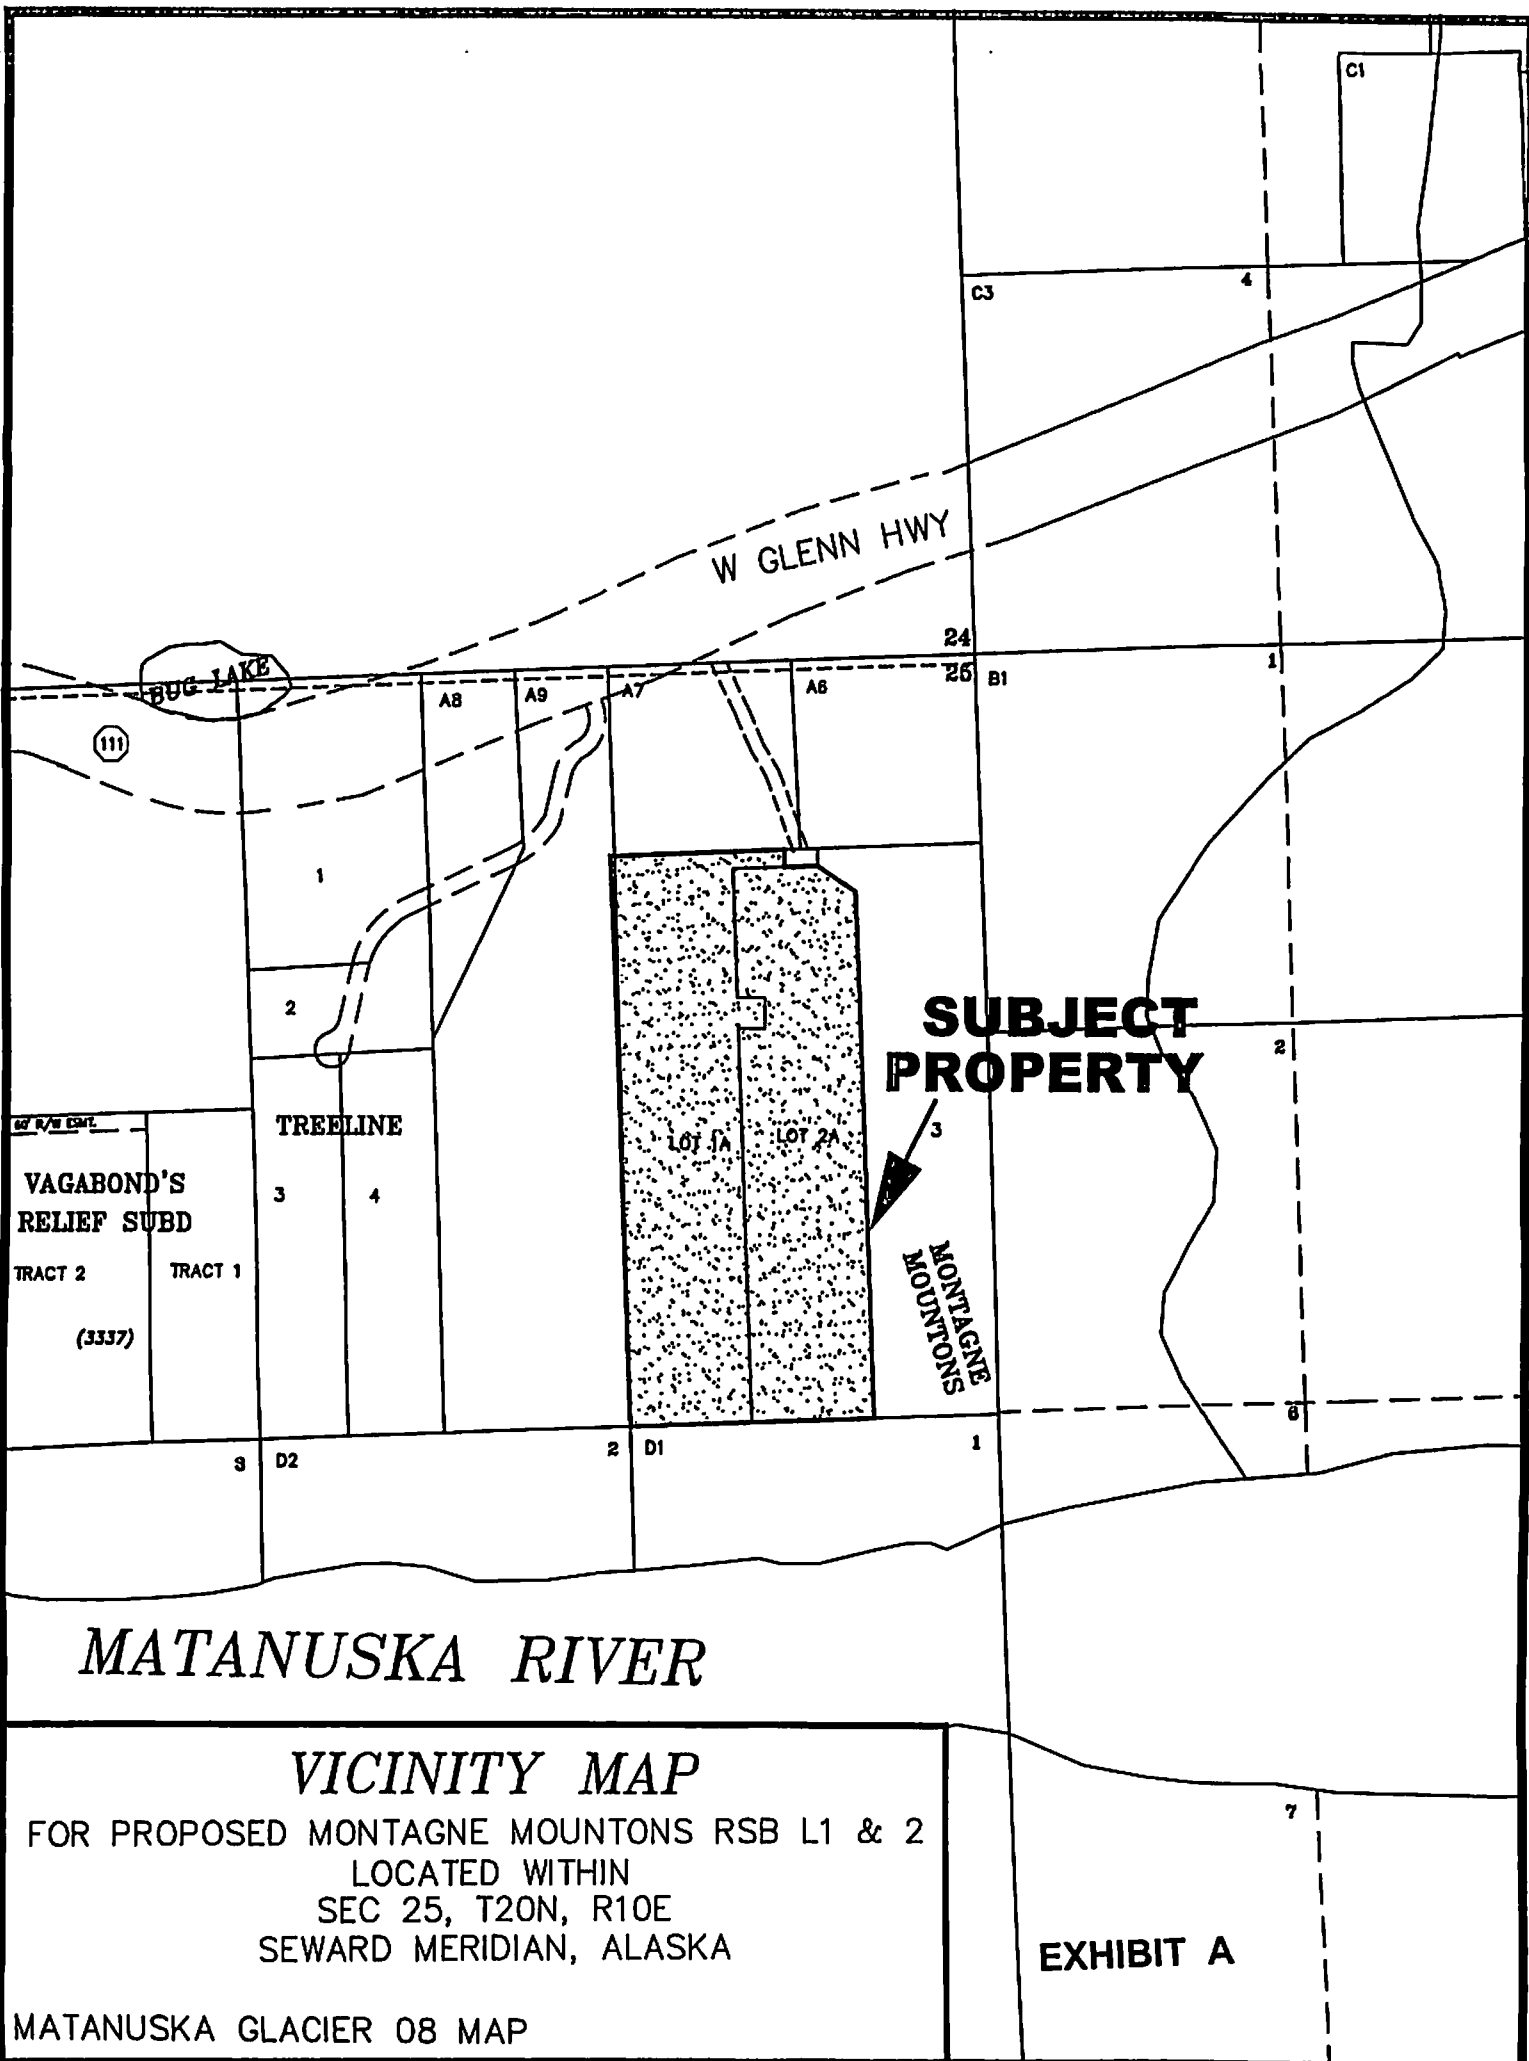 C1
C3
4
W GLENN HWY
24
25
B1
1
BUG LAKE
A8
A9
A7
A6
111
1
2
SUBJECT
PROPERTY
2
3
60' R/W ESMT.
TREELINE
LOT 1A
LOT 2A
VAGABOND'S
RELIEF SUBD
3
4
TRACT 2
TRACT 1
(3337)
MONTAGNE
MOUNTONS
6
D2
2
D1
1
MATANUSKA RIVER
VICINITY MAP
FOR PROPOSED MONTAGNE MOUNTONS RSB L1 & 2
LOCATED WITHIN
SEC 25, T20N, R10E
SEWARD MERIDIAN, ALASKA
MATANUSKA GLACIER 08 MAP
7
EXHIBIT A